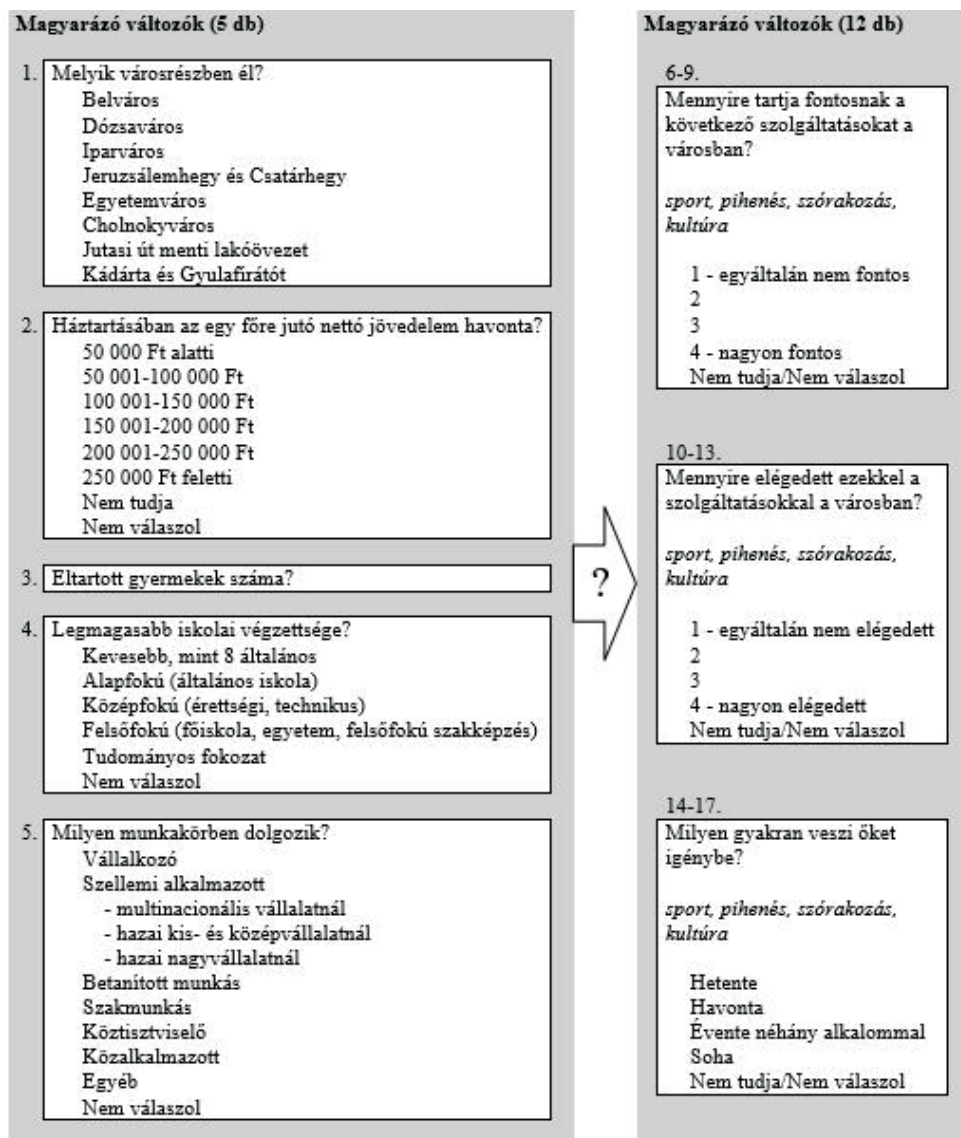 Magyarázó változók (5 db)
1. Melyik városrészben él?
Belváros
Dózsaváros
Iparváros
Jeruzsálemhegy és Csatárhegy
Egyetemváros
Cholnokyváros
Jutasi út menti lakóövezet
Kádárta és Gyulafirátót
2. Háztartásában az egy főre jutó nettó jövedelem havonta?
50 000 Ft alatti
50 001-100 000 Ft
100 001-150 000 Ft
150 001-200 000 Ft
200 001-250 000 Ft
250 000 Ft feletti
Nem tudja
Nem válaszol
3. Eltartott gyermekek száma?
4. Legmagasabb iskolai végzettsége?
Kevesebb, mint 8 általános
Alapfokú (általános iskola)
Középfokú (érettségi, technikus)
Felsőfokú (főiskola, egyetem, felsőfokú szakképzés)
Tudományos fokozat
Nem válaszol
5. Milyen munkakörben dolgozik?
Vállalkozó
Szellemi alkalmazott
- multinacionális vállalatnál
- hazai kis- és középvállalatnál
- hazai nagyvállalatnál
Betanított munkás
Szakmunkás
Köztisztviselő
Közalkalmazott
Egyéb
Nem válaszol
?
Magyarázó változók (12 db)
6-9.
Mennyire tartja fontosnak a
következő szolgáltatásokat a
városban?
sport, pihenés, szórakozás,
kultúra
1 - egyáltalán nem fontos
2
3
4 - nagyon fontos
Nem tudja/Nem válaszol
10-13.
Mennyire elégedett ezekkel a
szolgáltatásokkal a városban?
sport, pihenés, szórakozás,
kultúra
1 - egyáltalán nem elégedett
2
3
4 - nagyon elégedett
Nem tudja/Nem válaszol
14-17.
Milyen gyakran veszi őket
igénybe?
sport, pihenés, szórakozás,
kultúra
Hetente
Havonta
Évente néhány alkalommal
Soha
Nem tudja/Nem válaszol